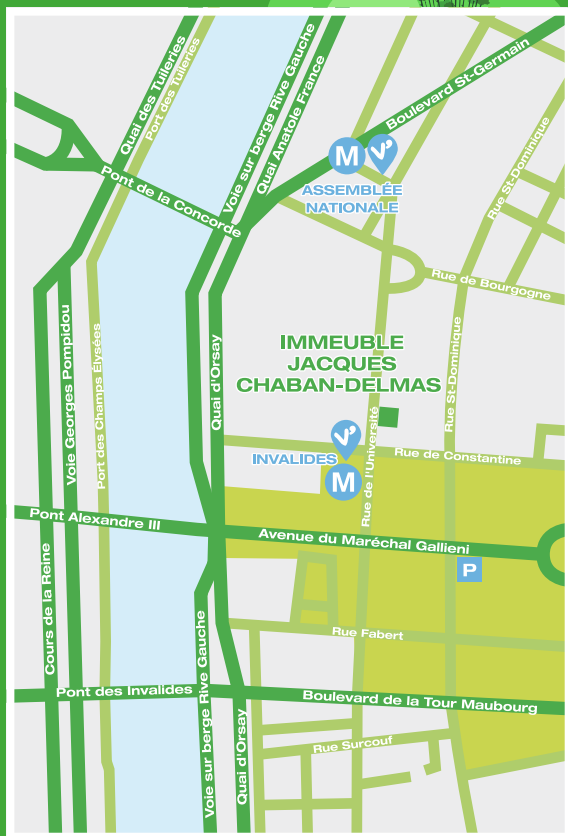 Quai des Tuileries
Port des Tuileries
Voie sur berge Rive Gauche
Quai Anatole France
Boulevard St-Germain
M
V'
ASSEMBLÉE
NATIONALE
Rue St-Dominique
Pont de la Concorde
Rue de Bourgogne
Voie Georges Pompidou
Port des Champs Élysées
Quai d'Orsay
IMMEUBLE
JACQUES
CHABAN-DELMAS
Rue St-Dominique
V'
INVALIDES
M
Rue de l'Université
Rue de Constantine
Pont Alexandre III
Avenue du Maréchal Gallieni
P
Cours de la Reine
Rue Fabert
Pont des Invalides
Voie sur berge Rive Gauche
Quai d'Orsay
Boulevard de la Tour Maubourg
Rue Surcouf